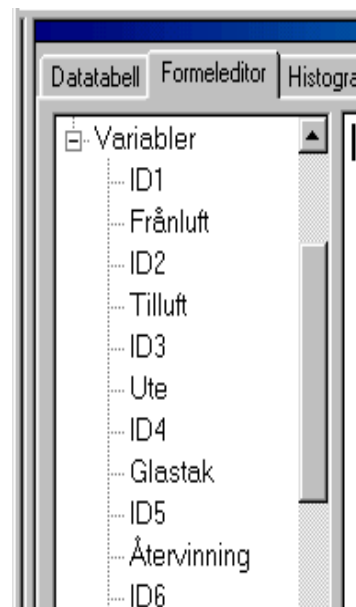 Datatabell Formeleditor Histogra
Variabler
ID1
Frånluft
ID2
Tilluft
ID3
Ute
ID4
Glastak
ID5
Återvinning
ID6